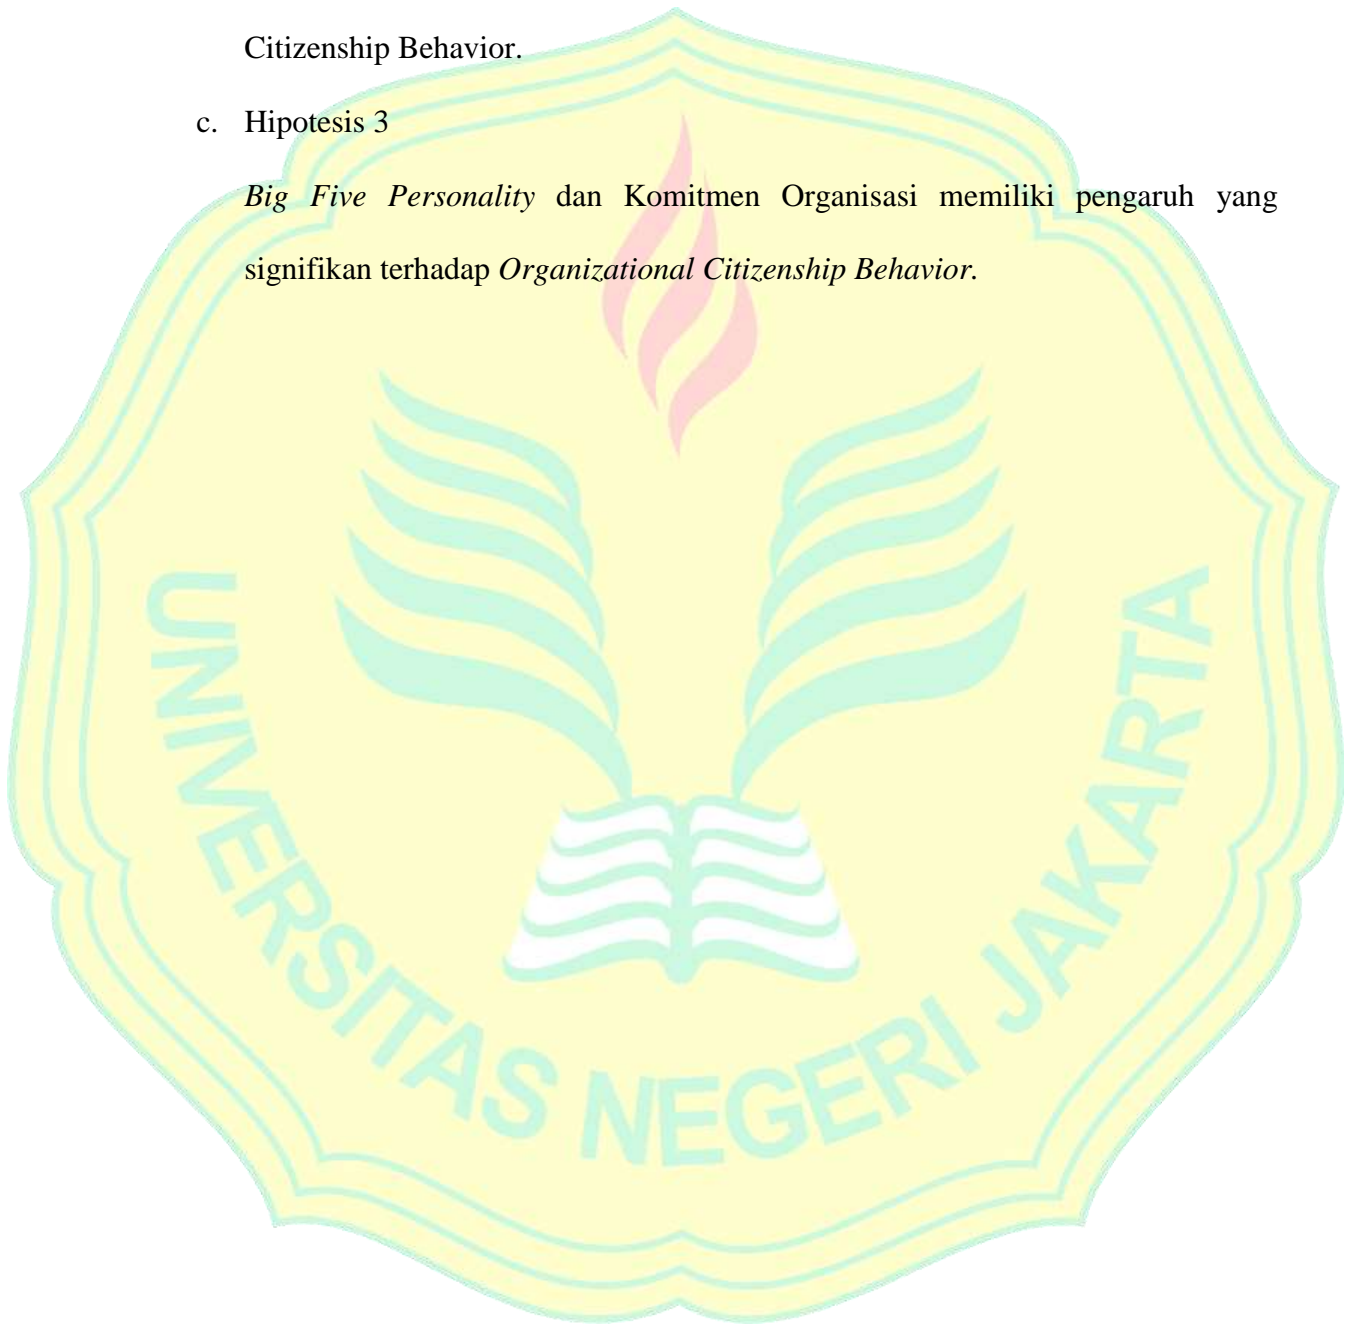 Citizenship Behavior.
c. Hipotesis 3
Big Five Personality dan Komitmen Organisasi memiliki pengaruh yang
signifikan terhadap Organizational Citizenship Behavior.
UNIVERSITAS NEGERI JAKARTA